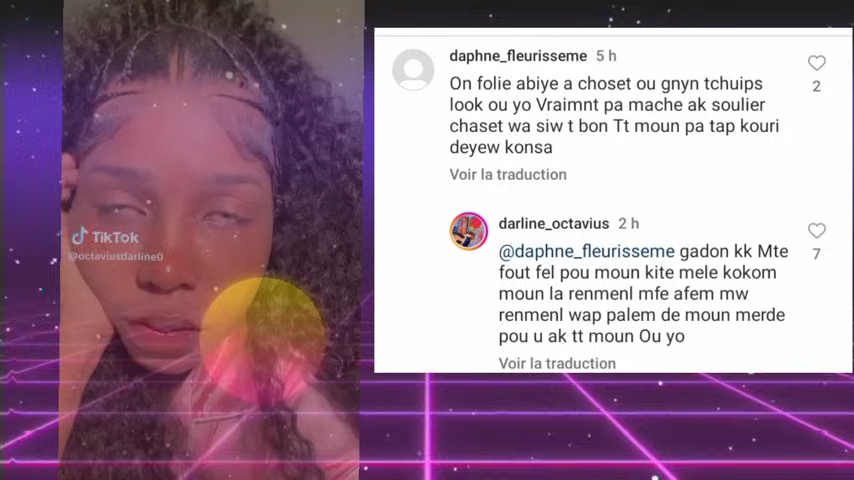 TikTok
@octaviusdarline0
daphne_fleurisseme 5 h
On folie abiye a choset ou gnyn tchuips
look ou yo Vraimnt pa mache ak soulier
chaset wa siw t bon Tt moun pa tap kouri
deyew konsa
2
Voir la traduction
darline_octavius 2 h
@daphne_fleurisseme gadon kk Mte
fout fel pou moun kite mele kokom
moun la renmenl mfe afem mw
renmenl wap palem de moun merde
pou u ak tt moun Ou yo
7
Voir la traduction